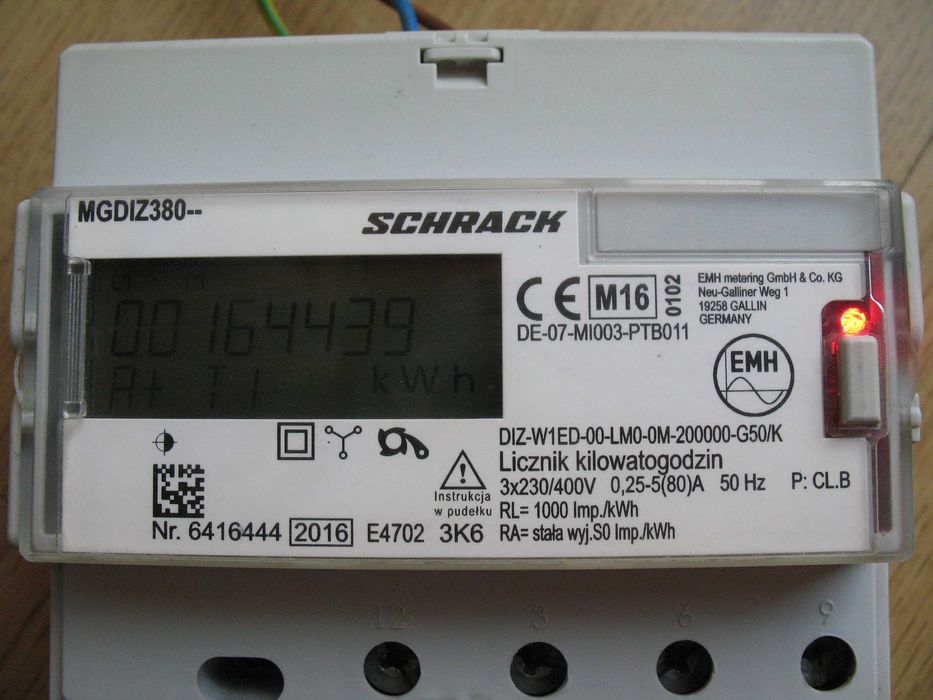 MGDIZ380--
SCHRACK
CE M16 0102
DE-07-MI003-PTB011
EMH metering GmbH & Co. KG
Neu-Galliner Weg 1
19258 GALLIN
GERMANY
EMH
00164439
A+ T1 kWh
DIZ-W1ED-00-LM0-0M-200000-G50/K
Licznik kilowatogodzin
3x230/400V 0,25-5(80)A 50 Hz P: CL.B
RL= 1000 Imp./kWh
RA= stała wyj.S0 Imp./kWh
Instrukcja
w pudełku
Nr. 6416444 2016 E4702 3K6
12 3 6 9